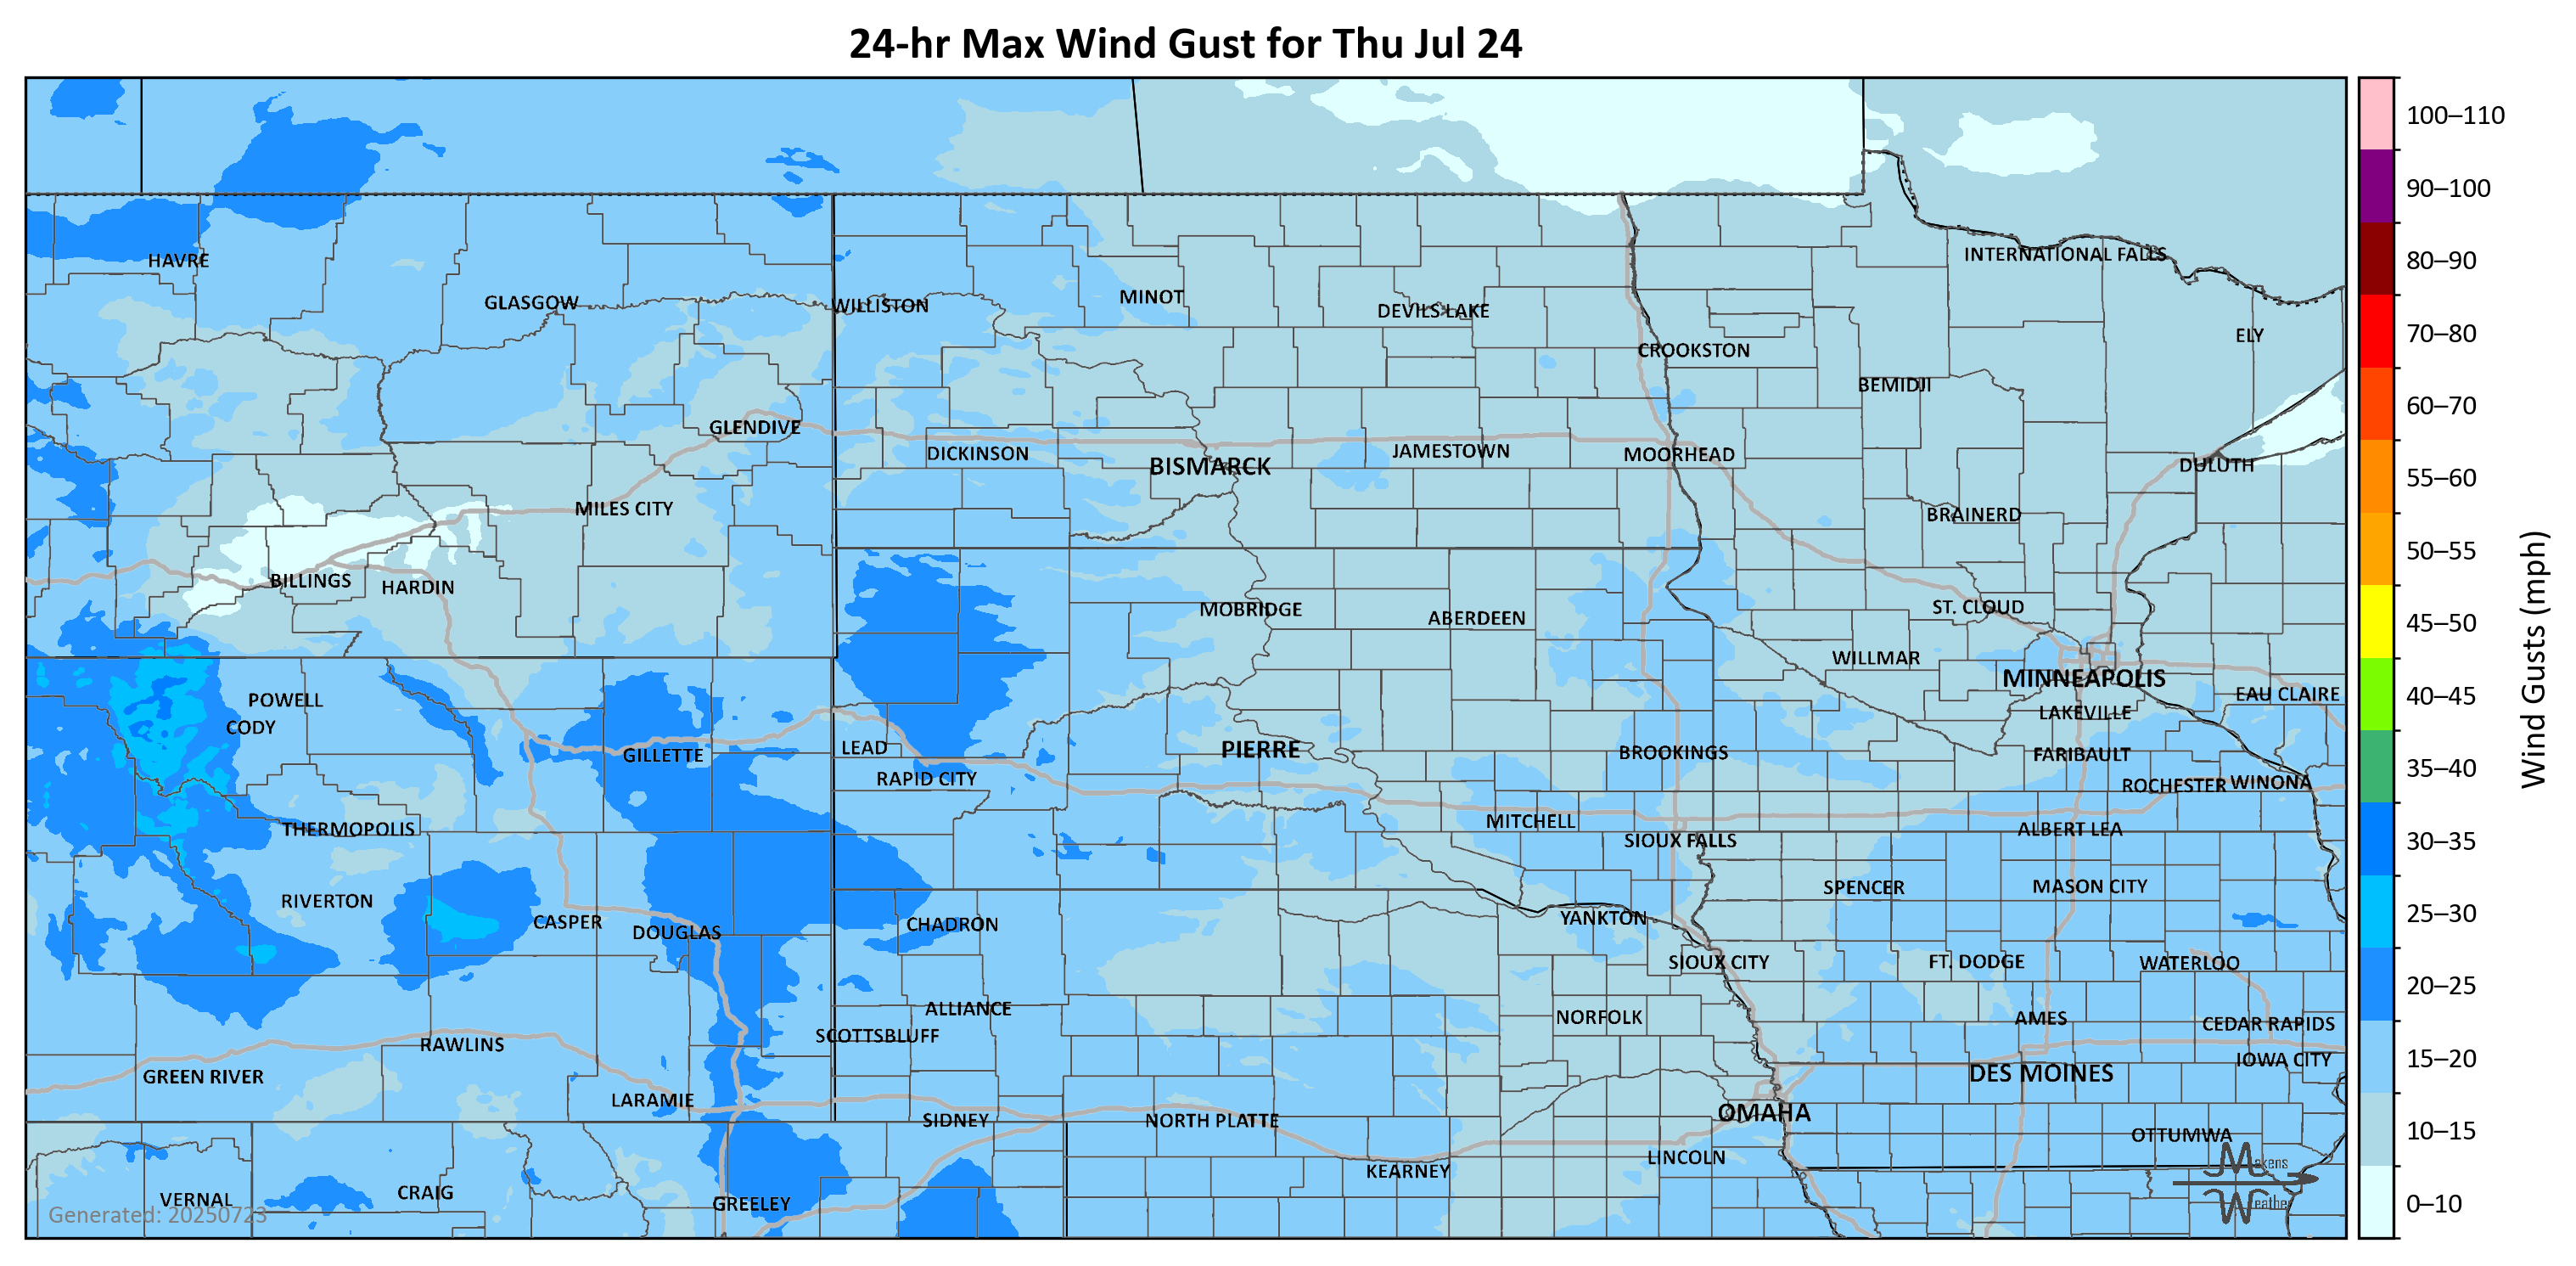 24-hr Max Wind Gust for Thu Jul 24
100–110
90–100
80–90
70–80
60–70
55–60
50–55
45–50
40–45
35–40
30–35
25–30
20–25
15–20
10–15
0–10
Wind Gusts (mph)
INTERNATIONAL FALLS
HAVRE
MINOT
GLASGOW
WILLISTON
DEVILS LAKE
ELY
CROOKSTON
BEMIDJI
GLENDIVE
DICKINSON
BISMARCK
JAMESTOWN
MOORHEAD
DULUTH
MILES CITY
BRAINERD
BILLINGS
HARDIN
MOBRIDGE
ABERDEEN
ST. CLOUD
WILLMAR
MINNEAPOLIS
POWELL
EAU CLAIRE
CODY
LAKEVILLE
GILLETTE
LEAD
PIERRE
BROOKINGS
FARIBAULT
RAPID CITY
ROCHESTER
WINONA
THERMOPOLIS
MITCHELL
ALBERT LEA
SIOUX FALLS
SPENCER
MASON CITY
RIVERTON
CASPER
DOUGLAS
CHADRON
YANKTON
SIOUX CITY
FT. DODGE
WATERLOO
ALLIANCE
NORFOLK
AMES
CEDAR RAPIDS
SCOTTSBLUFF
RAWLINS
IOWA CITY
GREEN RIVER
DES MOINES
LARAMIE
SIDNEY
NORTH PLATTE
OMAHA
OTTUMWA
KEARNEY
LINCOLN
VERNAL
CRAIG
GREELEY
Generated: 20250723
Makens
Weather